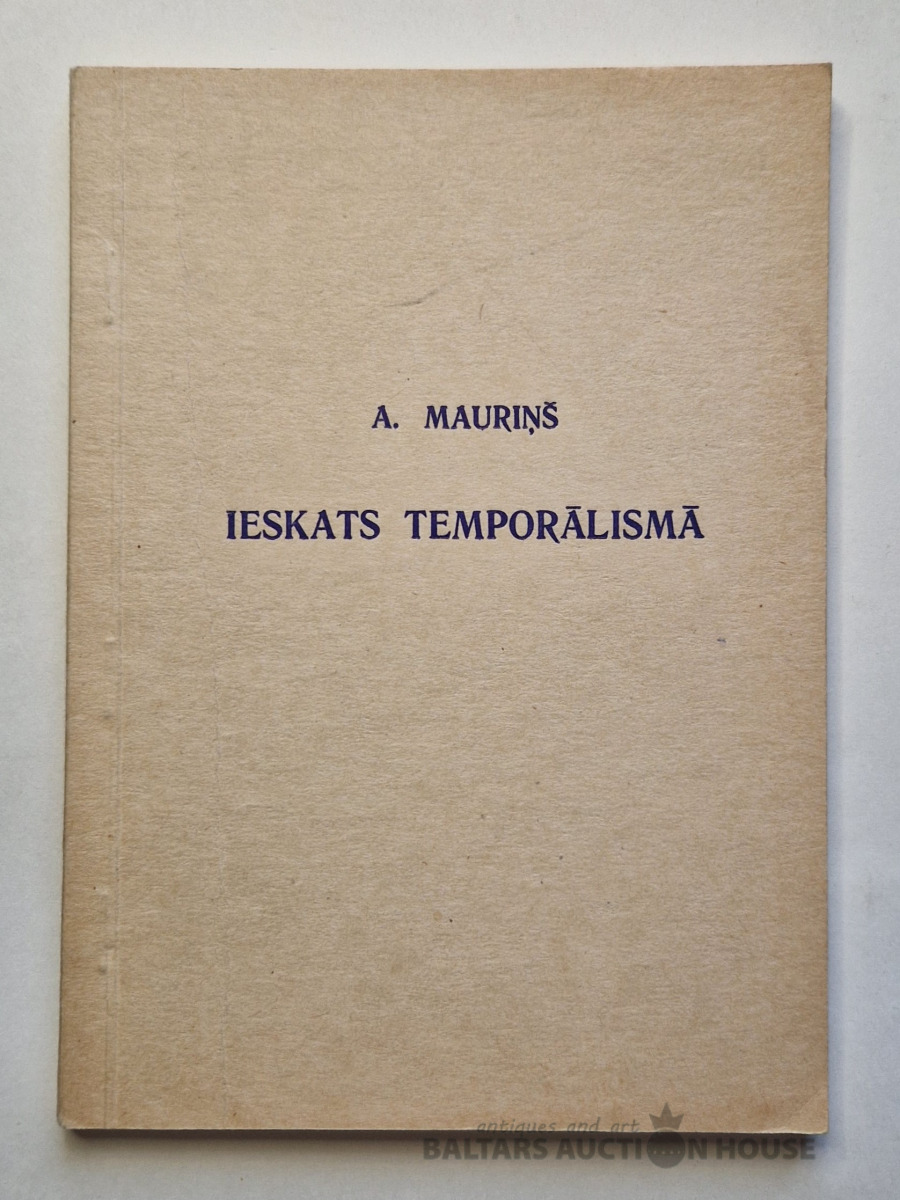 A. MAURIŅŠ
IESKATS TEMPORĀLISMĀ
antiques and art
BALTARS AUCTION HOUSE